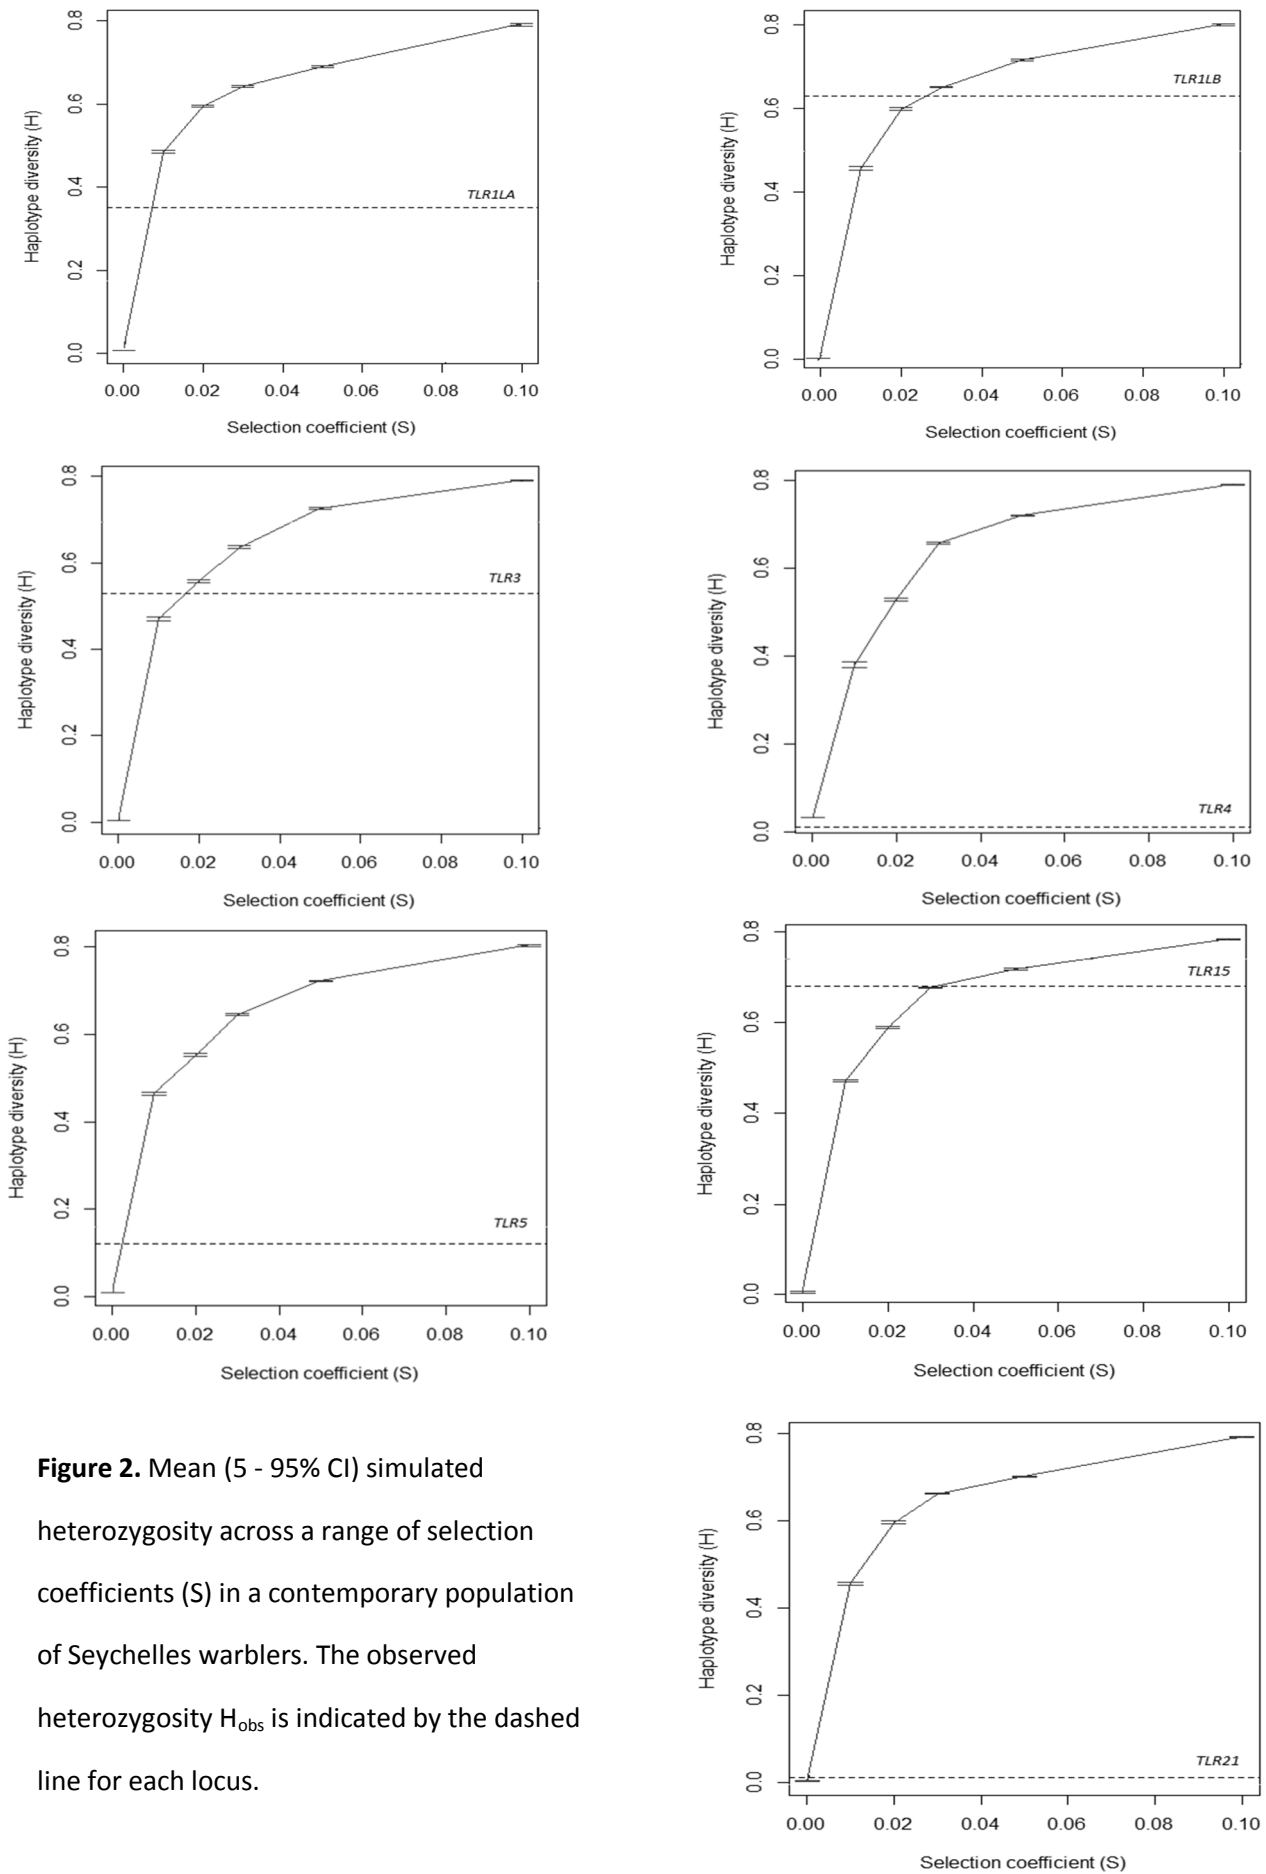 0.8
0.6
0.4
0.2
0.0
Haplotype diversity (H)
TLR1LA
0.00 0.02 0.04 0.06 0.08 0.10
Selection coefficient (S)
0.8
0.6
0.4
0.2
0.0
Haplotype diversity (H)
TLR1LB
0.00 0.02 0.04 0.06 0.08 0.10
Selection coefficient (S)
0.8
0.6
0.4
0.2
0.0
Haplotype diversity (H)
TLR3
0.00 0.02 0.04 0.06 0.08 0.10
Selection coefficient (S)
0.8
0.6
0.4
0.2
0.0
Haplotype diversity (H)
TLR4
0.00 0.02 0.04 0.06 0.08 0.10
Selection coefficient (S)
0.8
0.6
0.4
0.2
0.0
Haplotype diversity (H)
TLR5
0.00 0.02 0.04 0.06 0.08 0.10
Selection coefficient (S)
0.8
0.6
0.4
0.2
0.0
Haplotype diversity (H)
TLR15
0.00 0.02 0.04 0.06 0.08 0.10
Selection coefficient (S)
Figure 2. Mean (5 - 95% CI) simulated
heterozygosity across a range of selection
coefficients (S) in a contemporary population
of Seychelles warblers. The observed
heterozygosity Hobs is indicated by the dashed
line for each locus.
0.8
0.6
0.4
0.2
0.0
Haplotype diversity (H)
TLR21
0.00 0.02 0.04 0.06 0.08 0.10
Selection coefficient (S)